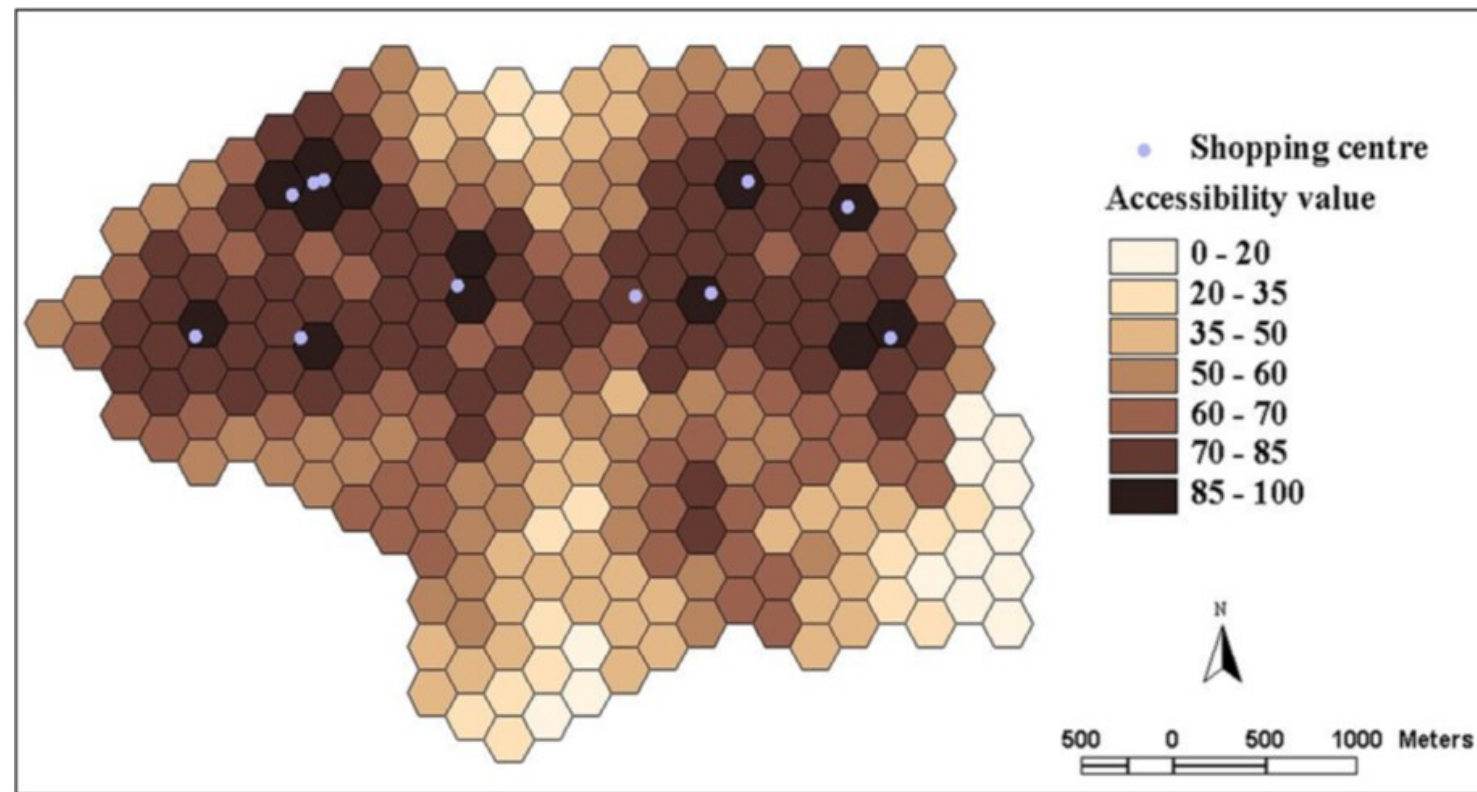 Shopping centre
Accessibility value
0 - 20
20 - 35
35 - 50
50 - 60
60 - 70
70 - 85
85 - 100
N
500 0 500 1000 Meters